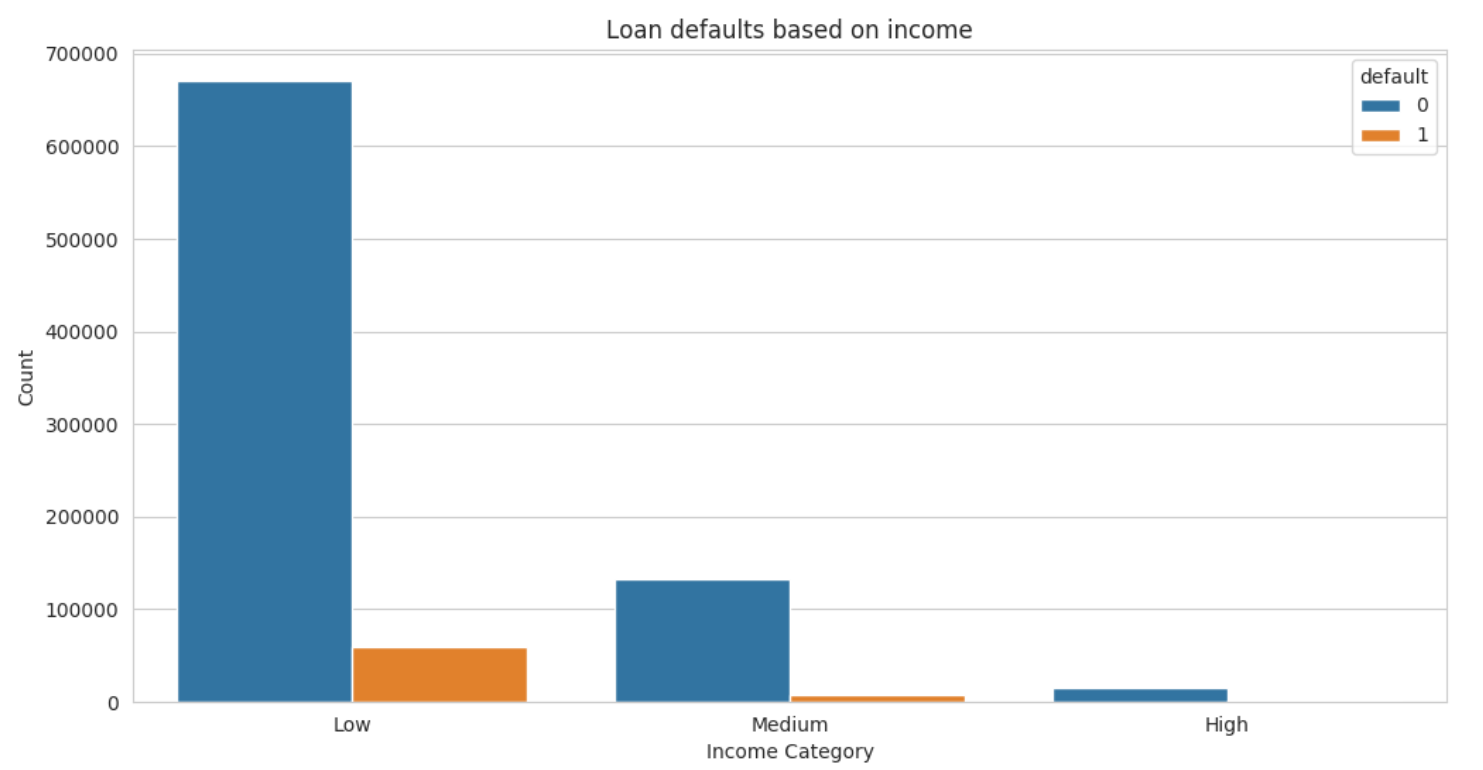 Loan defaults based on income
700000
600000
500000
400000
300000
200000
100000
0
Count
default
0
1
Low Medium High
Income Category